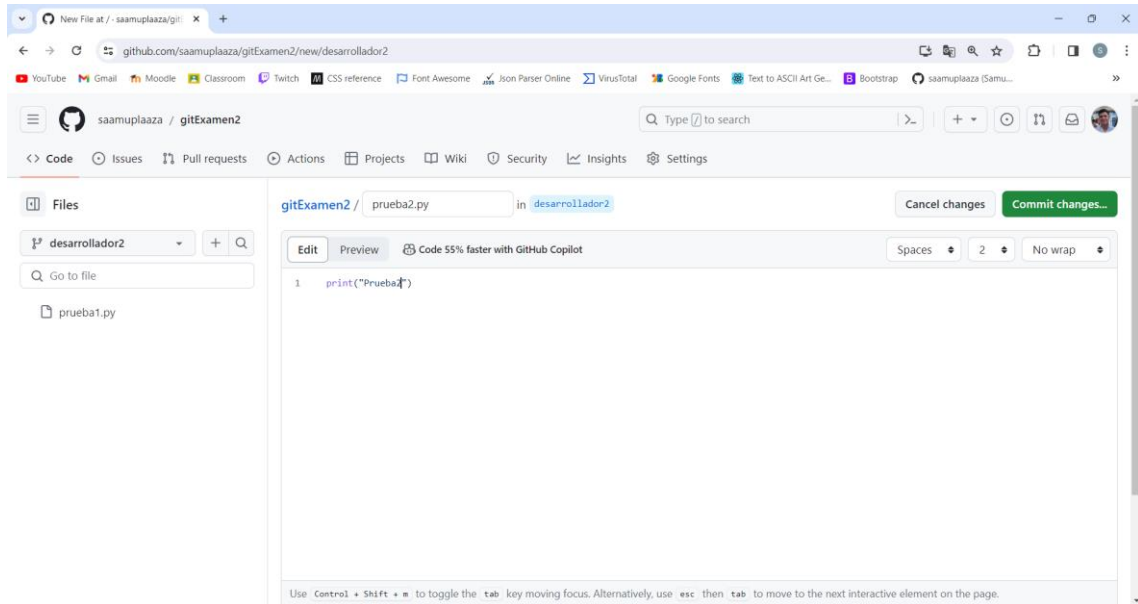 New File at / · saamuplaaza/git
github.com/saamuplaaza/gitExamen2/new/desarrollador2
YouTube Gmail Moodle Classroom Twitch CSS reference Font Awesome Json Parser Online VirusTotal Google Fonts Text to ASCII Art Ge... Bootstrap saamuplaaza (Samu...
saamuplaaza / gitExamen2
Type / to search
Code Issues Pull requests Actions Projects Wiki Security Insights Settings
Files
gitExamen2 / prueba2.py in desarrollador2
Cancel changes Commit changes...
desarrollador2
Edit Preview Code 55% faster with GitHub Copilot
Spaces 2 No wrap
Go to file
1 print("Prueba2")
prueba1.py
Use Control + Shift + m to toggle the tab key moving focus. Alternatively, use esc then tab to move to the next interactive element on the page.